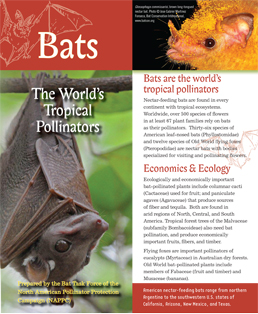 Bats
The World's
Tropical
Pollinators
Prepared by the Bat Task Force of the
North American Pollinator Protection
Campaign (NAPPC)
Bats are the world's
tropical pollinators
Nectar-feeding bats are found in every
continent with tropical ecosystems.
Worldwide, over 500 species of flowers
in at least 67 plant families rely on bats
as their pollinators. Thirty-six species of
American leaf-nosed bats (Phyllostomidae)
and twelve species of Old World flying foxes
(Pteropodidae) are nectar bats with bodies
specialized for visiting and pollinating flowers.
Economics & Ecology
Ecologically and economically important
bat-pollinated plants include columnar cacti
(Cactaceae) used for fruit; and paniculate
agaves (Agavaceae) that produce sources
of fiber and tequila. Both are found in
arid regions of North, Central, and South
America. Tropical forest trees of the Malvaceae
(subfamily Bombacoideae) also need bat
pollination, and produce economically
important fruits, fibers, and timber.
Flying foxes are important pollinators of
eucalypts (Myrtaceae) in Australian dry forests.
Old World bat-pollinated plants include
members of Fabaceae (fruit and timber) and
Musaceae (banana).
American nectar-feeding bats range from northern
Argentina to the southwestern U.S. states of
California, Arizona, New Mexico, and Texas.